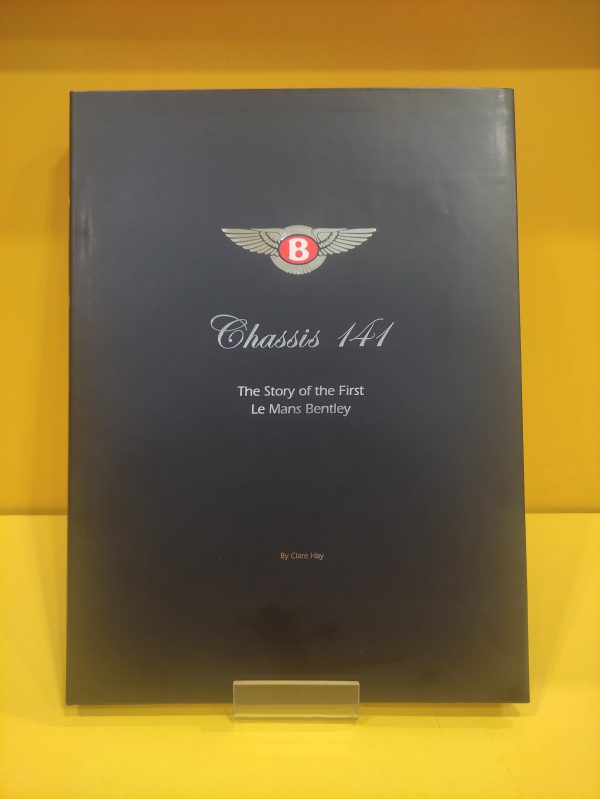 B
Chassis 141
The Story of the First
Le Mans Bentley
By Clare Hay